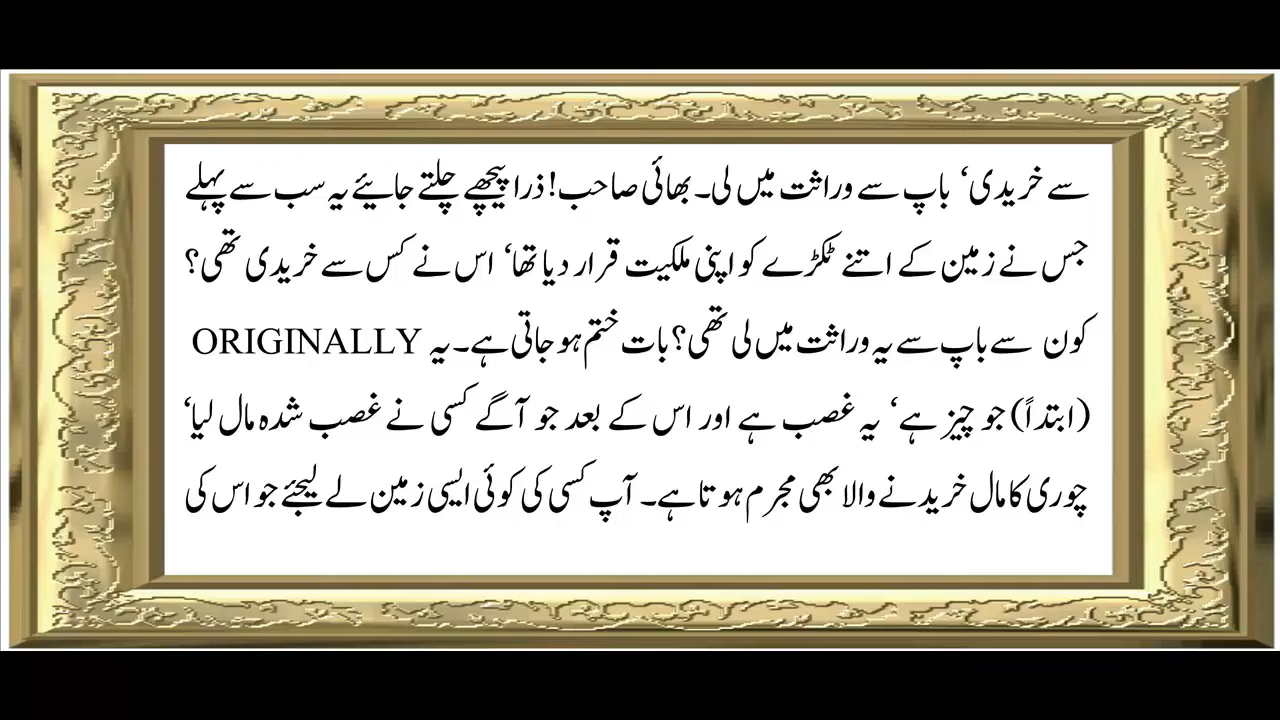 سے خریدی‘ باپ سے وراثت میں لی۔ بھائی صاحب! ذرا پیچھے چلتے جائیے یہ سب سے پہلے
جس نے زمین کے اتنے ٹکڑے کو اپنی ملکیت قرار دیا تھا‘ اس نے کس سے خریدی تھی؟
کون سے باپ سے یہ وراثت میں لی تھی؟ بات ختم ہو جاتی ہے۔ یہ ORIGINALLY
(ابتداً) جو چیز ہے‘ یہ غصب ہے اور اس کے بعد جو آگے کسی نے غصب شدہ مال لیا‘
چوری کا مال خریدنے والا بھی مجرم ہوتا ہے۔ آپ کسی کی کوئی ایسی زمین لے لیجئے جو اس کی